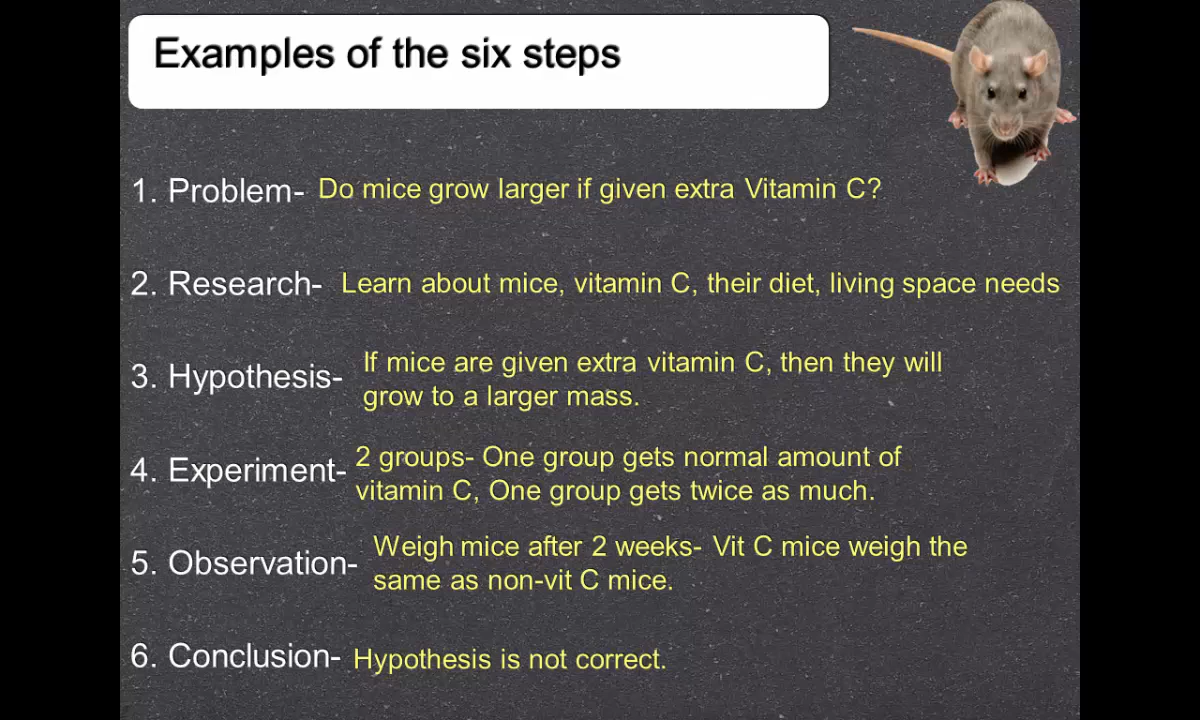 Examples of the six steps
1. Problem- Do mice grow larger if given extra Vitamin C?
2. Research- Learn about mice, vitamin C, their diet, living space needs
3. Hypothesis- If mice are given extra vitamin C, then they will
grow to a larger mass.
4. Experiment- 2 groups- One group gets normal amount of
vitamin C, One group gets twice as much.
5. Observation- Weigh mice after 2 weeks- Vit C mice weigh the
same as non-vit C mice.
6. Conclusion- Hypothesis is not correct.